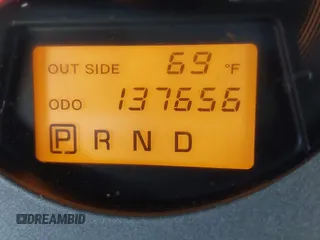 OUT SIDE 69 °F
ODO 137656
P R N D
DREAMBID